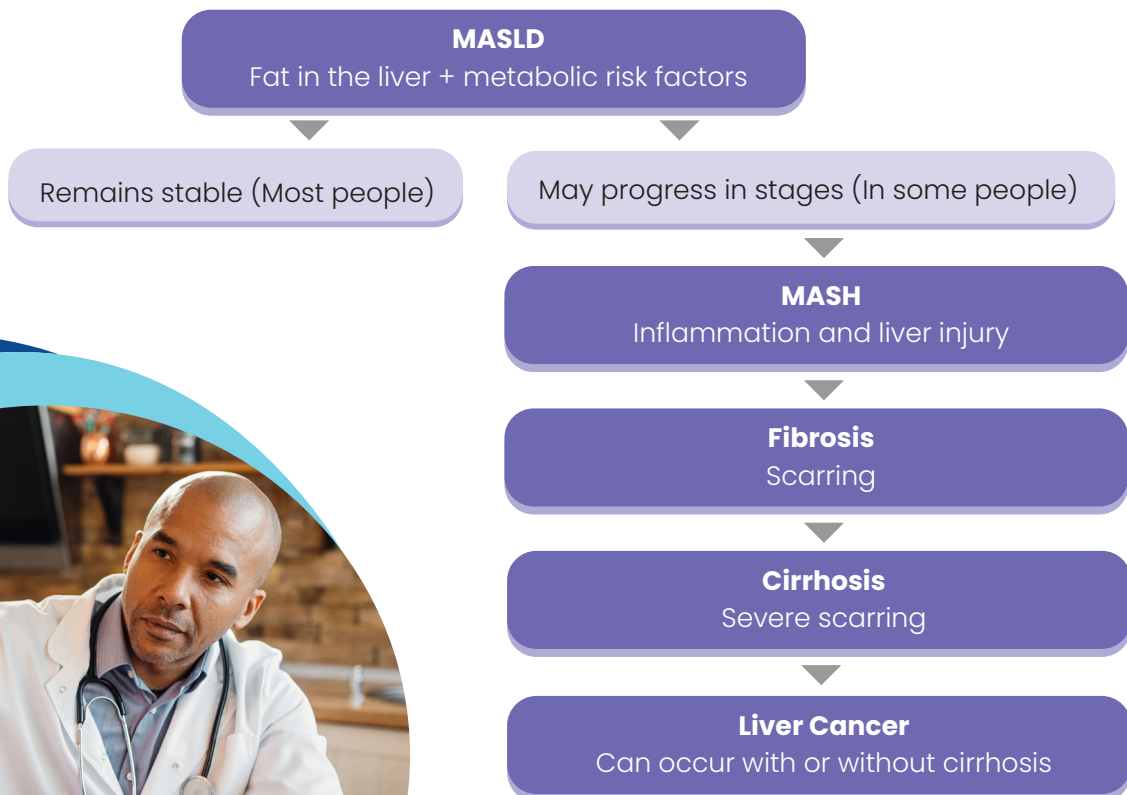 MASLD
Fat in the liver + metabolic risk factors
Remains stable (Most people)
May progress in stages (In some people)
MASH
Inflammation and liver injury
Fibrosis
Scarring
Cirrhosis
Severe scarring
Liver Cancer
Can occur with or without cirrhosis